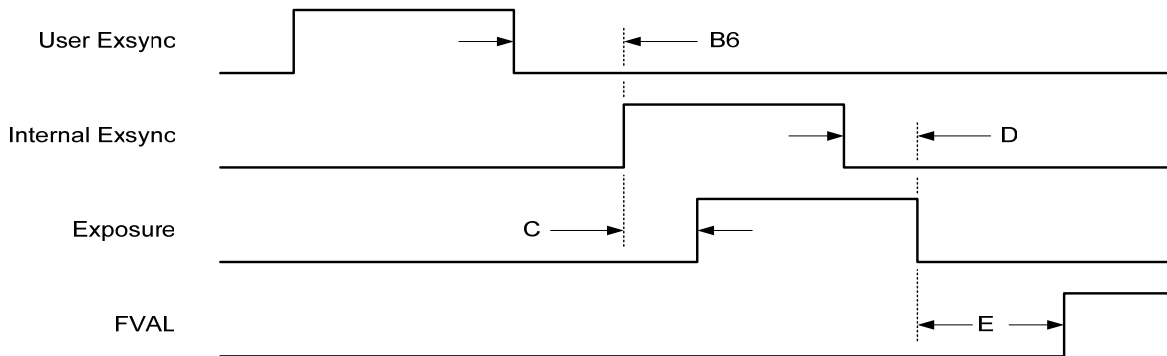 User Exsync
B6
Internal Exsync
D
Exposure
C
FVAL
E